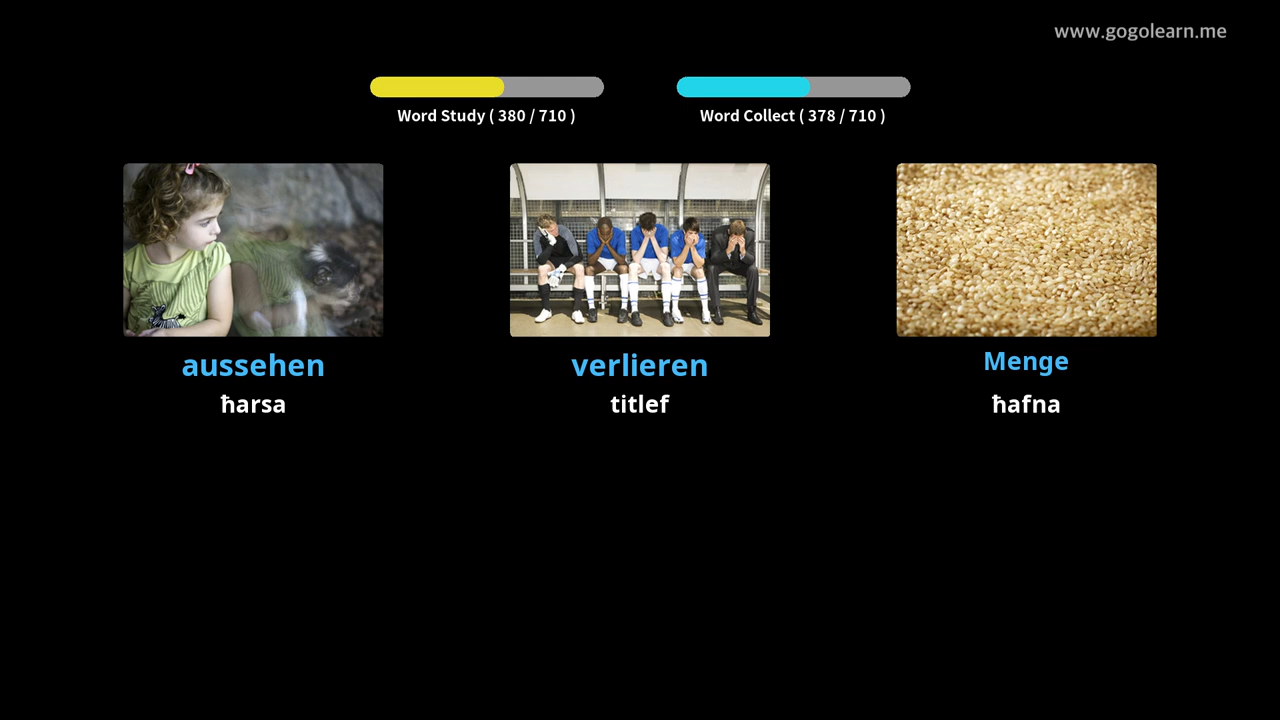 www.gogolearn.me
Word Study ( 380 / 710 )
Word Collect ( 378 / 710 )
aussehen
verlieren
Menge
ħarsa
titlef
ħafna